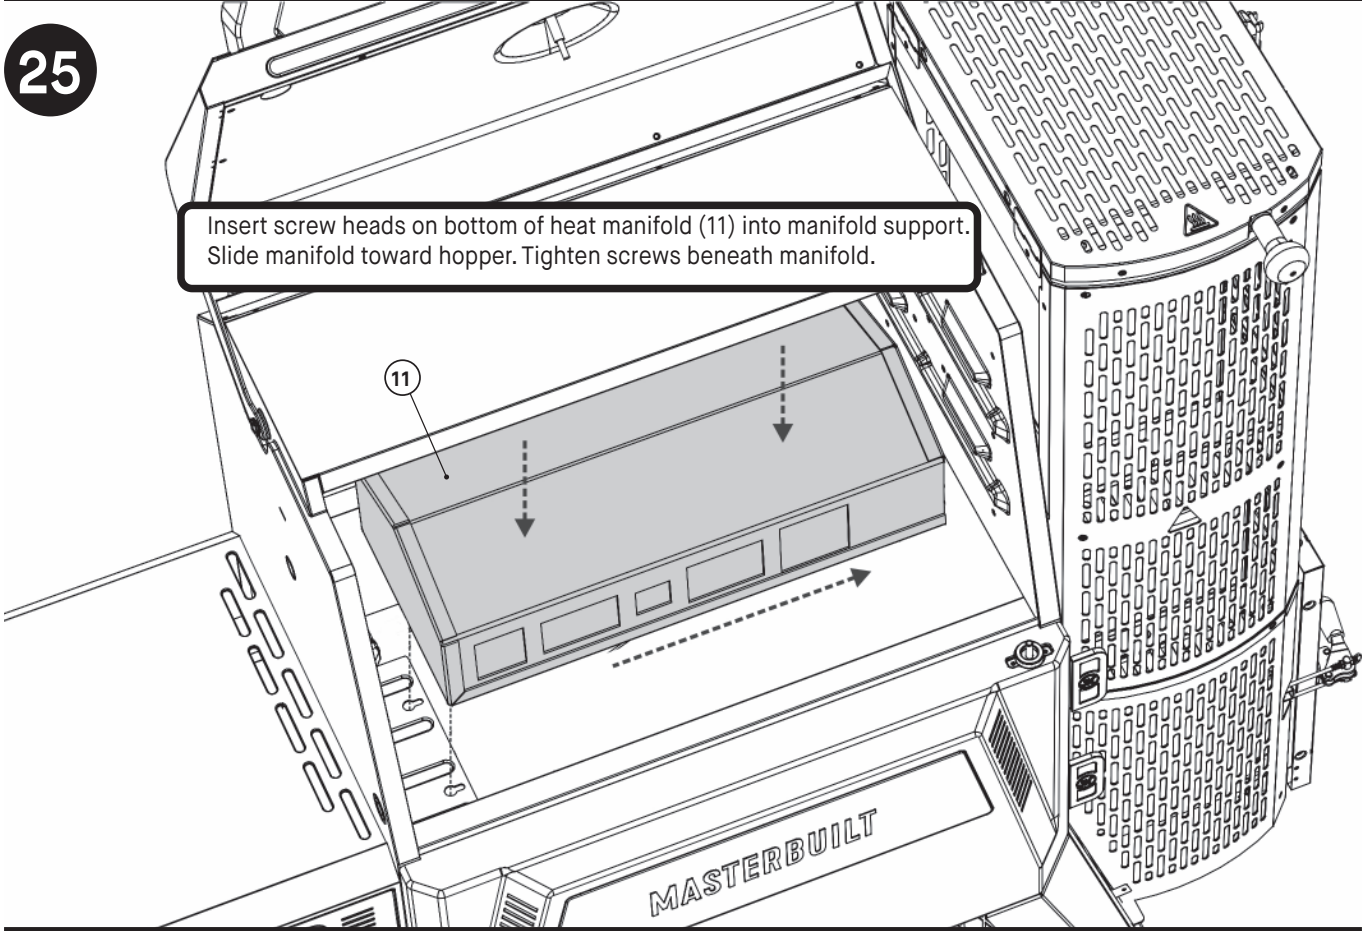 25
Insert screw heads on bottom of heat manifold (11) into manifold support.
Slide manifold toward hopper. Tighten screws beneath manifold.
11
MASTERBUILT